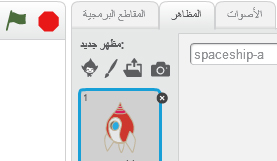 المقاطع البرمجية المظاهر الأصوات
مظهر جديد:
spaceship-a
1